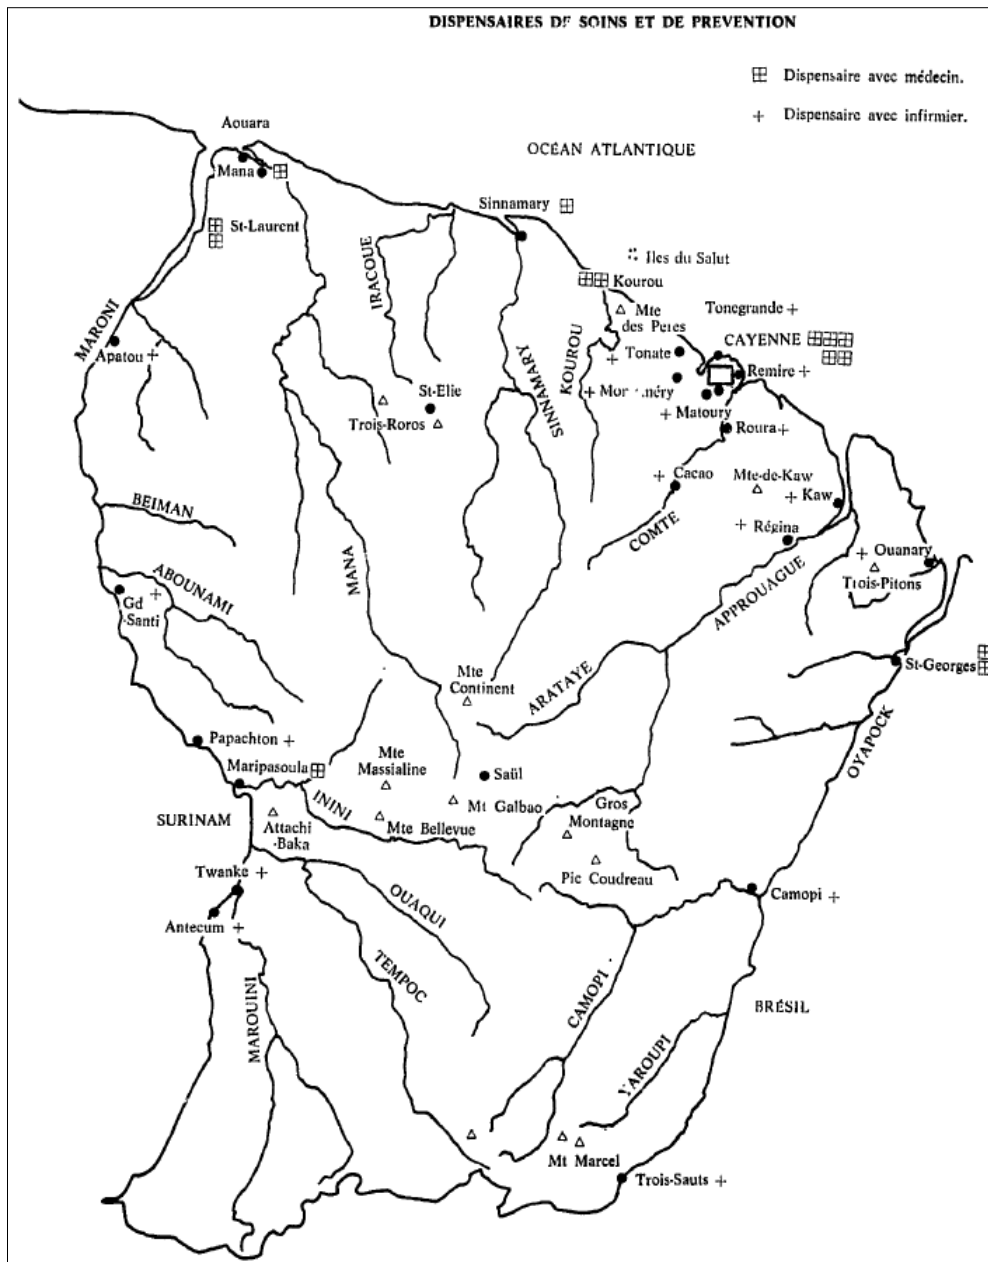 DISPENSAIRES DE SOINS ET DE PREVENTION
Dispensaire avec médecin.
Dispensaire avec infirmier.
Aouara
OCÉAN ATLANTIQUE
Mana
Sinnamary
St-Laurent
IRACOUE
Iles du Salut
Kourou
MARONI
Mte
des Peres
Tonegrande
CAYENNE
Apatou
Tonate
Remire
SINNAMARY
KOUROU
St-Elie
Matoury
Trois-Roros
Roura
Cacao
Mte-de-Kaw
Kaw
BEIMAN
COMTE
Régina
MANA
ABOUNAMI
APPROUAGUE
Ouanary
Trois-Pitons
Gd
-Santi
St-Georges
Mte
Continent
ARATAYE
OYAPOCK
Papachton
Mte
Massialine
Maripasoula
Saül
ININI
Mt Galbao
Gros
Montagne
SURINAM
Attachi
-Baka
Mte Bellevue
Pic Coudreau
Twanke
OUAQUI
Camopi
Antecum
TEMPOC
CAMOPI
MAROUINI
BRÉSIL
YAROUPI
Mt Marcel
Trois-Sauts